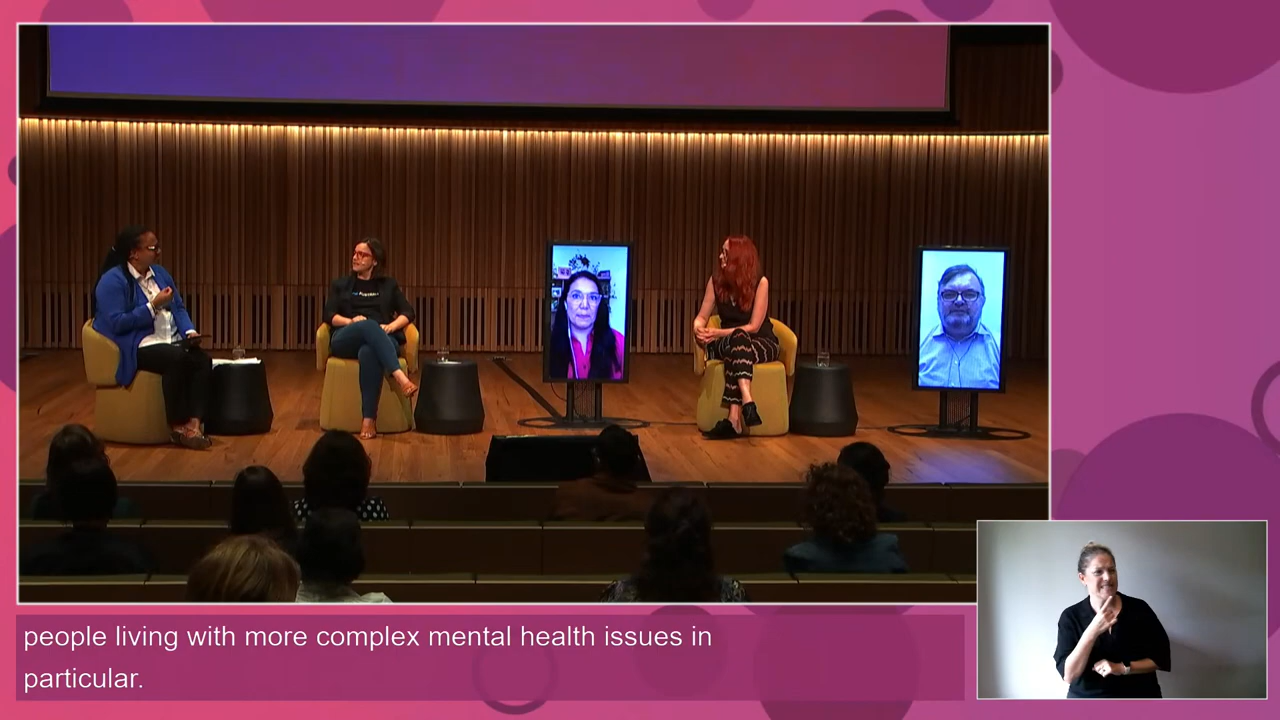 people living with more complex mental health issues in
particular.